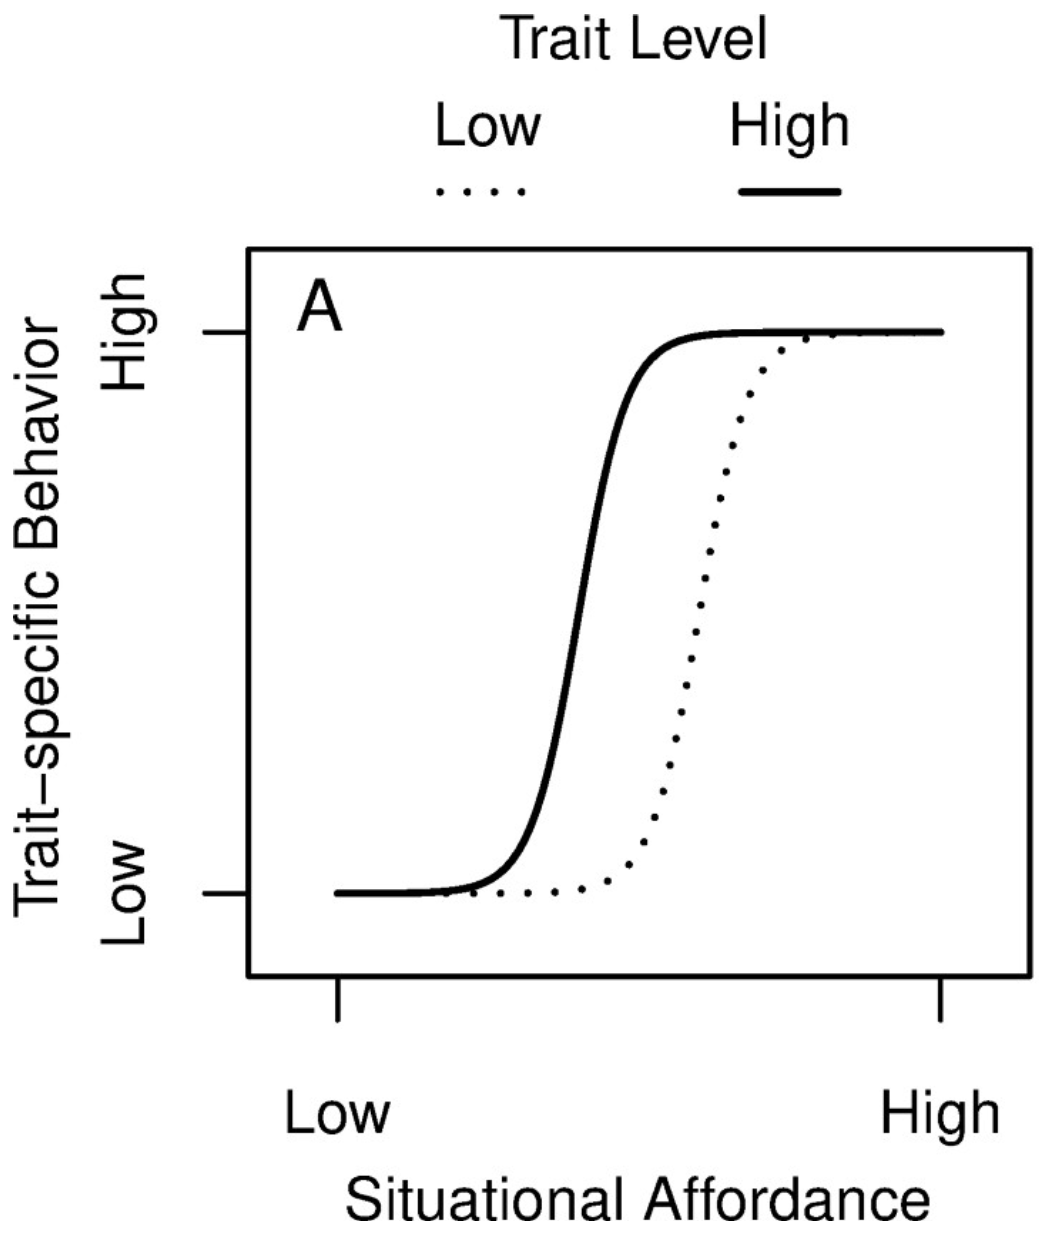 Trait Level
Low High
A
High
Low
Trait-specific Behavior
Low High
Situational Affordance